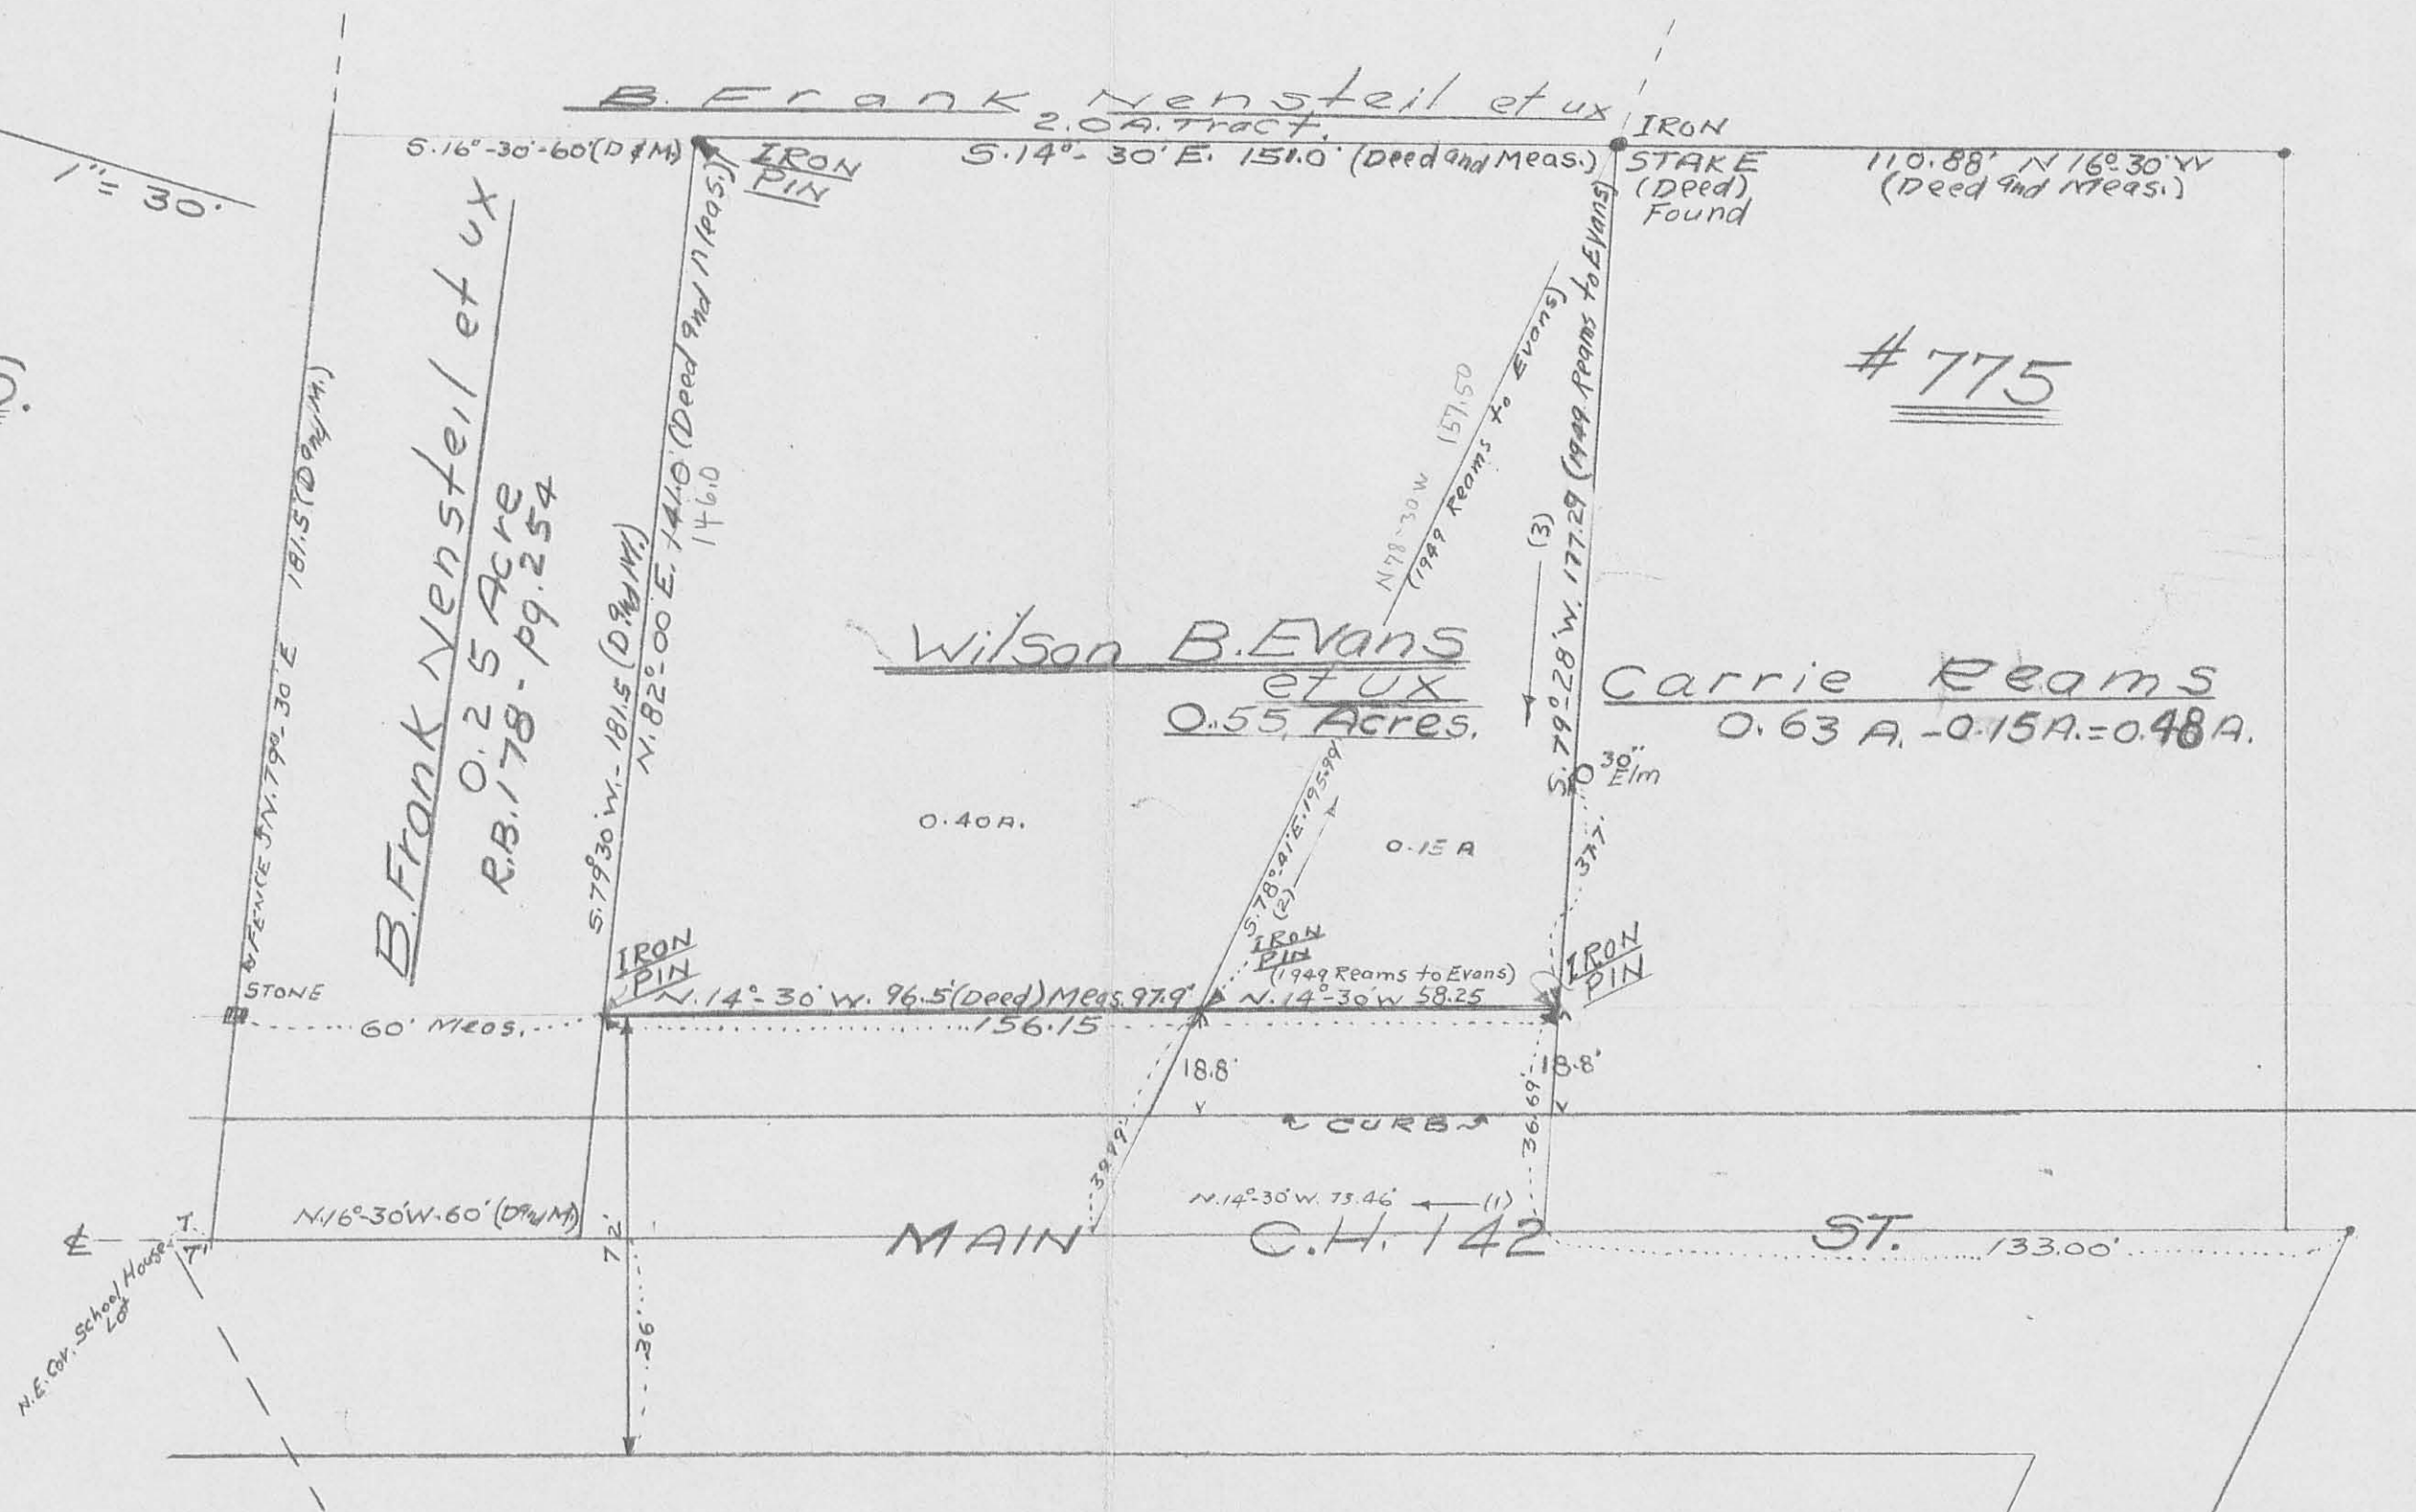 B. Frank Nensteil et ux
2.0 A. Tract.
S.16°-30'-60'(D & M.)
IRON
PIN
S.14°- 30' E. 151.0' (Deed and Meas.)
IRON
STAKE
(Deed)
Found
110.88' N 16°-30' W
(Deed and Meas.)
1"= 30'
# 775
B. Frank Nensteil et ux
0.25 Acre
R.B. 178 - Pg. 254
FENCE
N. 79°-30' E 181.5 (D and M.)
S. 79° 30' W. - 181.5 (D. and M.)
N. 82°-00 E. 141.0' (Deed and Meas.)
146.0
N 78-30 W 157.50
(1949 Reams to Evans)
(3)
S. 79°-28' W. 177.29 (1949 Reams to Evans)
Wilson B. Evans
et ux
0.55 Acres.
Carrie Reams
0.63 A. - 0.15 A. = 0.48 A.
30"
Elm
37.7'
0.40 A.
0.15 A
S. 78°-41' E. 195.99'
(2)
IRON
PIN
IRON
PIN
(1949 Reams to Evans)
IRON
PIN
STONE
N. 14°- 30' W. 96.5' (Deed) Meas. 97.9'
N. 14°-30' W 58.25
60' Meas.
156.15
18.8'
18.8'
36.69'
CURB
N. 14°-30' W. 75.46' (1)
N. 16°-30' W. 60' (D and M.)
72'
36'
MAIN C.H. 142 ST.
133.00'
N.E. Cor. School House
Lot